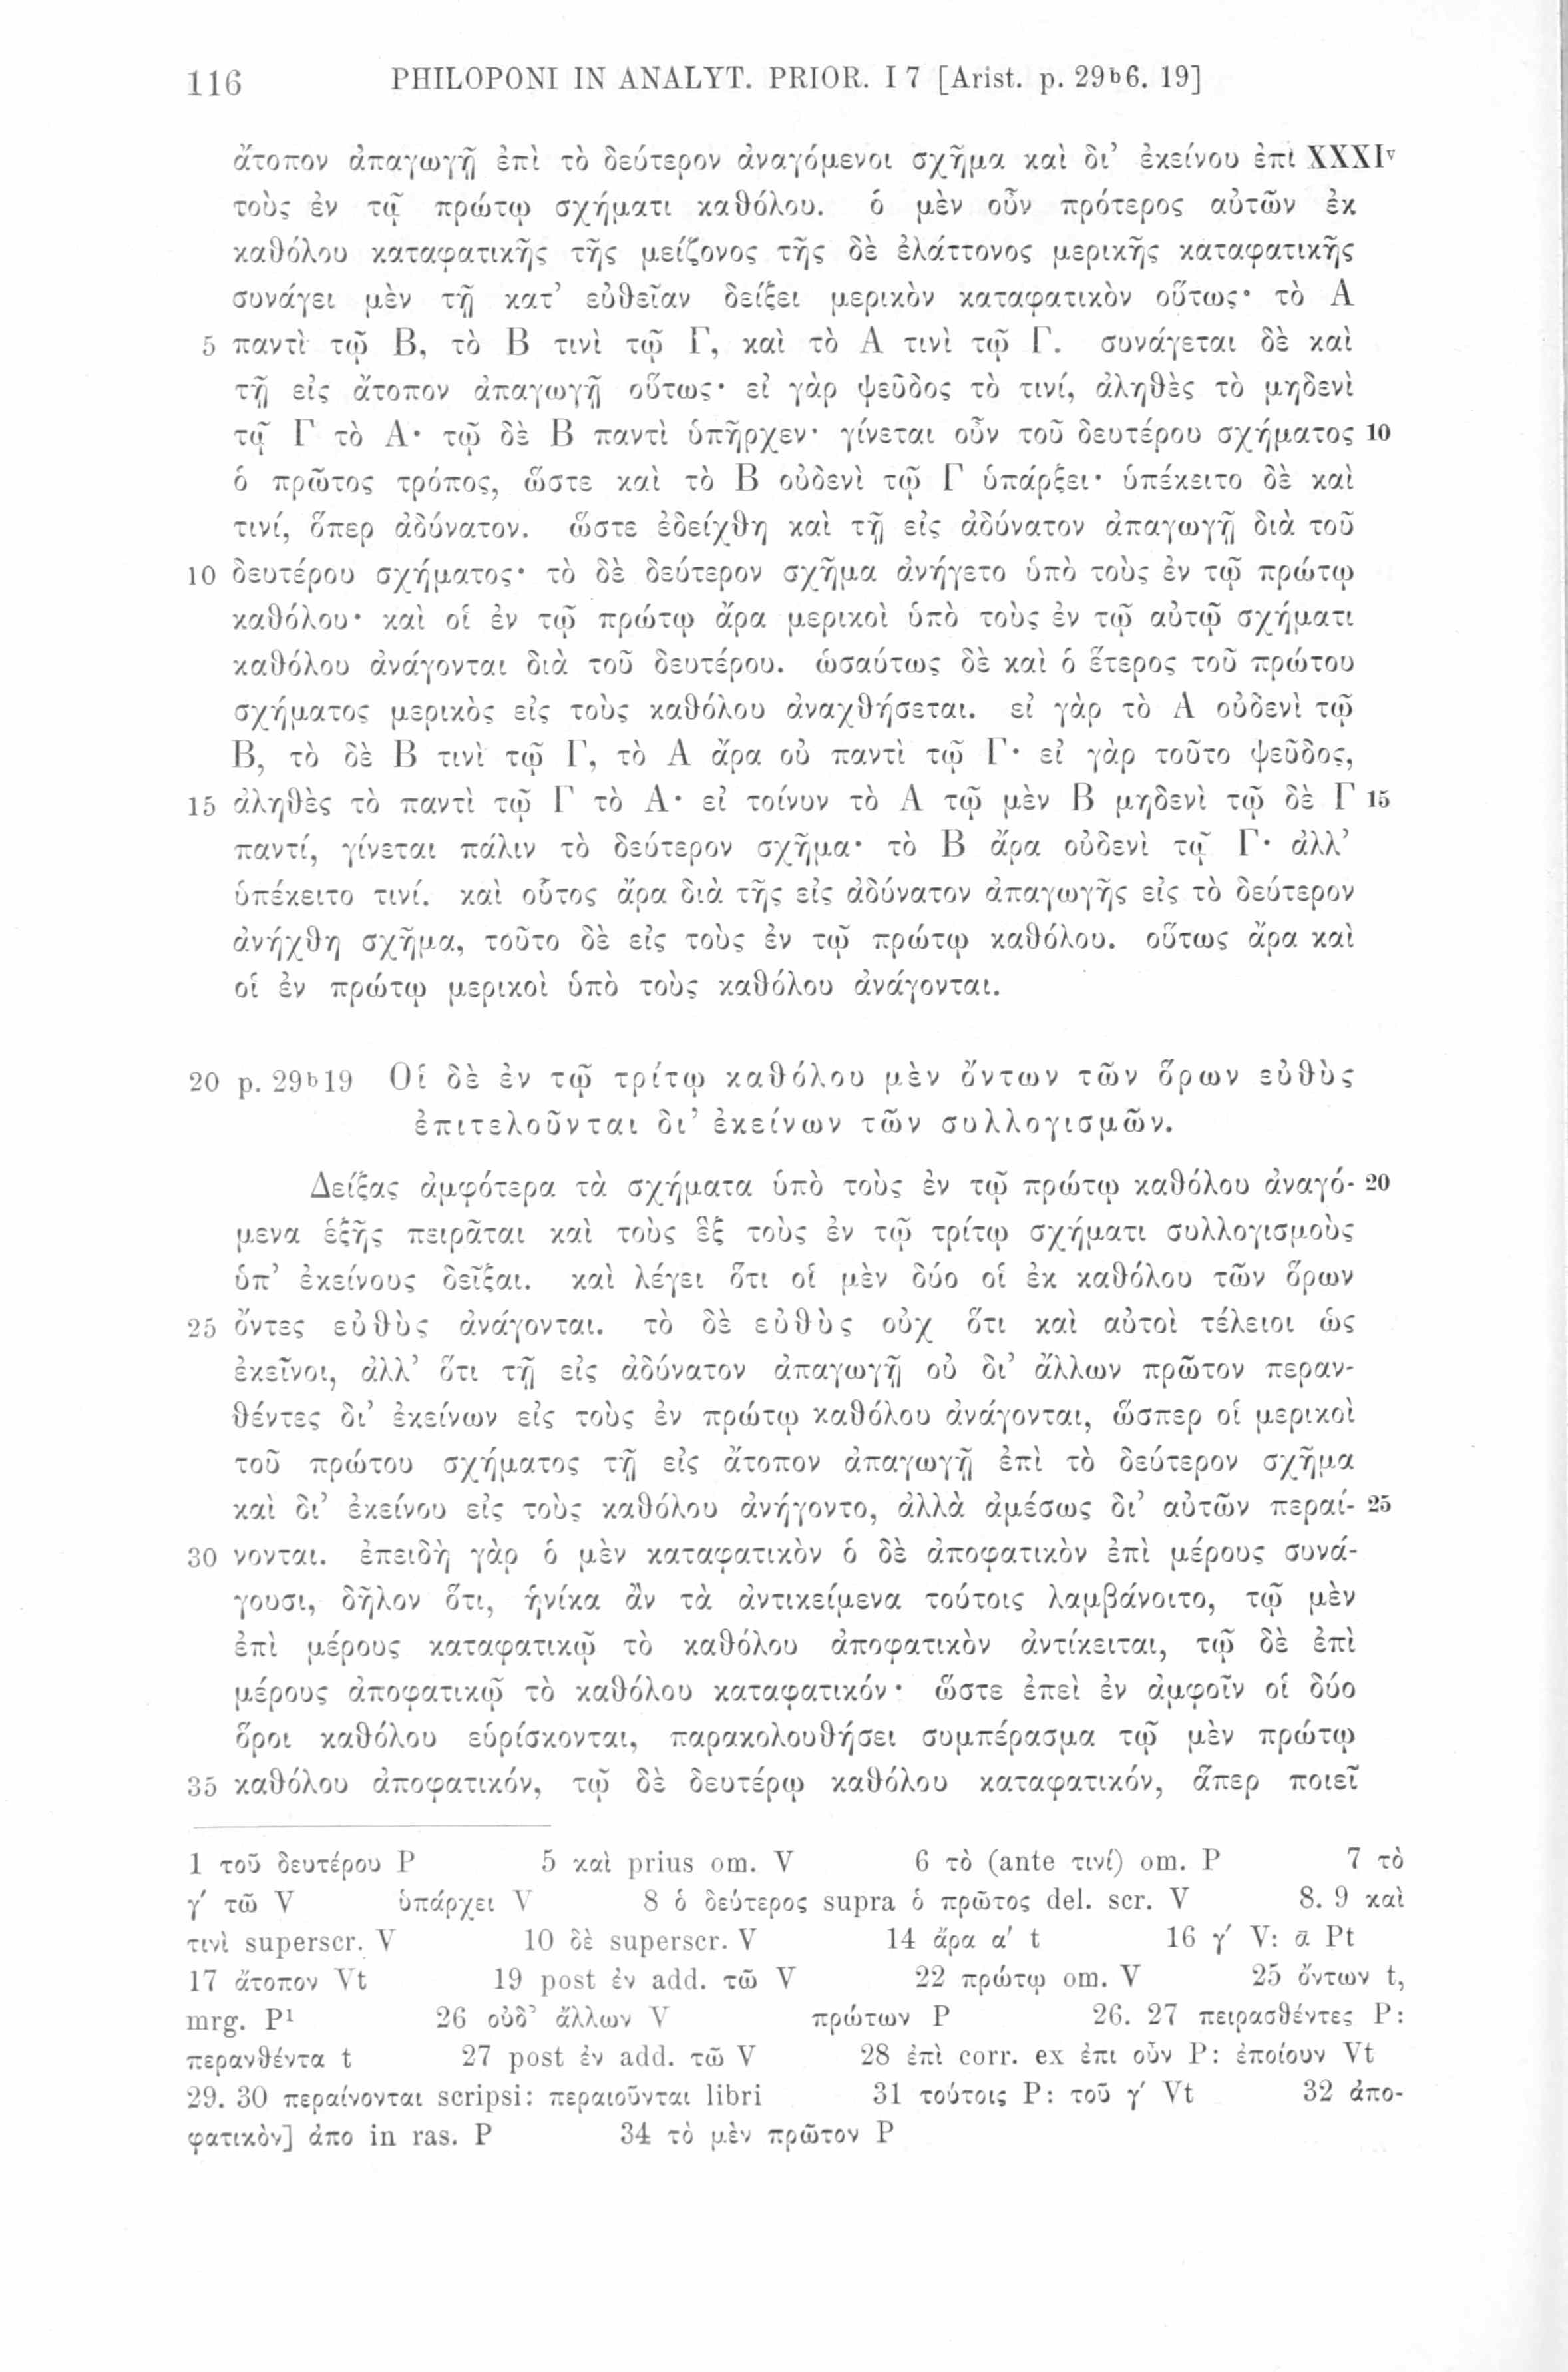 116 PHILOPONI IN ANALYT. PRIOR. I 7 [Arist. p. 29ᵇ6. 19]
ἄτοπον ἀπαγωγῇ ἐπὶ τὸ δεύτερον ἀναγόμενοι σχῆμα καὶ δι’ ἐκείνου ἐπὶ XXXIᵛ
τοὺς ἐν τῷ πρώτῳ σχήματι καθόλου. ὁ μὲν οὖν πρότερος αὐτῶν ἐκ
καθόλου καταφατικῆς τῆς μείζονος τῆς δὲ ἐλάττονος μερικῆς καταφατικῆς
συνάγει μὲν τῇ κατ’ εὐθεῖαν δείξει μερικὸν καταφατικὸν οὕτως· τὸ Α
5 παντὶ τῷ Β, τὸ Β τινὶ τῷ Γ, καὶ τὸ Α τινὶ τῷ Γ. συνάγεται δὲ καὶ
τῇ εἰς ἄτοπον ἀπαγωγῇ οὕτως· εἰ γὰρ ψεῦδος τὸ τινί, ἀληθὲς τὸ μηδενὶ
τῷ Γ τὸ Α· τῷ δὲ Β παντὶ ὑπῆρχεν· γίνεται οὖν τοῦ δευτέρου σχήματος 10
ὁ πρῶτος τρόπος, ὥστε καὶ τὸ Β οὐδενὶ τῷ Γ ὑπάρξει· ὑπέκειτο δὲ καὶ
τινί, ὅπερ ἀδύνατον. ὥστε ἐδείχθη καὶ τῇ εἰς ἀδύνατον ἀπαγωγῇ διὰ τοῦ
10 δευτέρου σχήματος· τὸ δὲ δεύτερον σχῆμα ἀνήγετο ὑπὸ τοὺς ἐν τῷ πρώτῳ
καθόλου· καὶ οἱ ἐν τῷ πρώτῳ ἄρα μερικοὶ ὑπὸ τοὺς ἐν τῷ αὐτῷ σχήματι
καθόλου ἀνάγονται διὰ τοῦ δευτέρου. ὡσαύτως δὲ καὶ ὁ ἕτερος τοῦ πρώτου
σχήματος μερικὸς εἰς τοὺς καθόλου ἀναχθήσεται. εἰ γὰρ τὸ Α οὐδενὶ τῷ
Β, τὸ δὲ Β τινὶ τῷ Γ, τὸ Α ἄρα οὐ παντὶ τῷ Γ· εἰ γὰρ τοῦτο ψεῦδος,
15 ἀληθὲς τὸ παντὶ τῷ Γ τὸ Α· εἰ τοίνυν τὸ Α τῷ μὲν Β μηδενὶ τῷ δὲ Γ 15
παντί, γίνεται πάλιν τὸ δεύτερον σχῆμα· τὸ Β ἄρα οὐδενὶ τῷ Γ· ἀλλ’
ὑπέκειτο τινί. καὶ οὗτος ἄρα διὰ τῆς εἰς ἀδύνατον ἀπαγωγῆς εἰς τὸ δεύτερον
ἀνήχθη σχῆμα, τοῦτο δὲ εἰς τοὺς ἐν τῷ πρώτῳ καθόλου. οὕτως ἄρα καὶ
οἱ ἐν πρώτῳ μερικοὶ ὑπὸ τοὺς καθόλου ἀνάγονται.
20 p. 29ᵇ19 Οἱ δὲ ἐν τῷ τρίτῳ καθόλου μὲν ὄντων τῶν ὅρων εὐθὺς
ἐπιτελοῦνται δι’ ἐκείνων τῶν συλλογισμῶν.
Δείξας ἀμφότερα τὰ σχήματα ὑπὸ τοὺς ἐν τῷ πρώτῳ καθόλου ἀναγό- 20
μενα ἑξῆς πειρᾶται καὶ τοὺς ἓξ τοὺς ἐν τῷ τρίτῳ σχήματι συλλογισμοὺς
ὑπ’ ἐκείνους δεῖξαι. καὶ λέγει ὅτι οἱ μὲν δύο οἱ ἐκ καθόλου τῶν ὅρων
25 ὄντες εὐθὺς ἀνάγονται. τὸ δὲ εὐθὺς οὐχ ὅτι καὶ αὐτοὶ τέλειοι ὡς
ἐκεῖνοι, ἀλλ’ ὅτι τῇ εἰς ἀδύνατον ἀπαγωγῇ οὐ δι’ ἄλλων πρῶτον περαν-
θέντες δι’ ἐκείνων εἰς τοὺς ἐν πρώτῳ καθόλου ἀνάγονται, ὥσπερ οἱ μερικοὶ
τοῦ πρώτου σχήματος τῇ εἰς ἄτοπον ἀπαγωγῇ ἐπὶ τὸ δεύτερον σχῆμα
καὶ δι’ ἐκείνου εἰς τοὺς καθόλου ἀνήγοντο, ἀλλὰ ἀμέσως δι’ αὐτῶν περαί- 25
30 νονται. ἐπειδὴ γὰρ ὁ μὲν καταφατικὸν ὁ δὲ ἀποφατικὸν ἐπὶ μέρους συνά-
γουσι, δῆλον ὅτι, ἡνίκα ἂν τὰ ἀντικείμενα τούτοις λαμβάνοιτο, τῷ μὲν
ἐπὶ μέρους καταφατικῷ τὸ καθόλου ἀποφατικὸν ἀντίκειται, τῷ δὲ ἐπὶ
μέρους ἀποφατικῷ τὸ καθόλου καταφατικόν· ὥστε ἐπεὶ ἐν ἀμφοῖν οἱ δύο
ὅροι καθόλου εὑρίσκονται, παρακολουθήσει συμπέρασμα τῷ μὲν πρώτῳ
35 καθόλου ἀποφατικόν, τῷ δὲ δευτέρῳ καθόλου καταφατικόν, ἅπερ ποιεῖ
1 τοῦ δευτέρου P 5 καὶ prius om. V 6 τὸ (ante τινί) om. P 7 τὸ
γ′ τῶ V ὑπάρχει V 8 ὁ δεύτερος supra ὁ πρῶτος del. scr. V 8. 9 καὶ
τινὶ superscr. V 10 δὲ superscr. V 14 ἄρα α′ t 16 γ′ V: ᾱ Pt
17 ἄτοπον Vt 19 post ἐν add. τῶ V 22 πρώτῳ om. V 25 ὄντων t,
mrg. P¹ 26 οὐδ’ ἄλλων V πρώτων P 26. 27 πειρασθέντες P:
περανθέντα t 27 post ἐν add. τῶ V 28 ἐπὶ corr. ex ἐπι οὖν P: ἐποίουν Vt
29. 30 περαίνονται scripsi: περαιοῦνται libri 31 τούτοις P: τοῦ γ′ Vt 32 ἀπο-
φατικὸν] ἀπο in ras. P 34 τὸ μὲν πρῶτον P